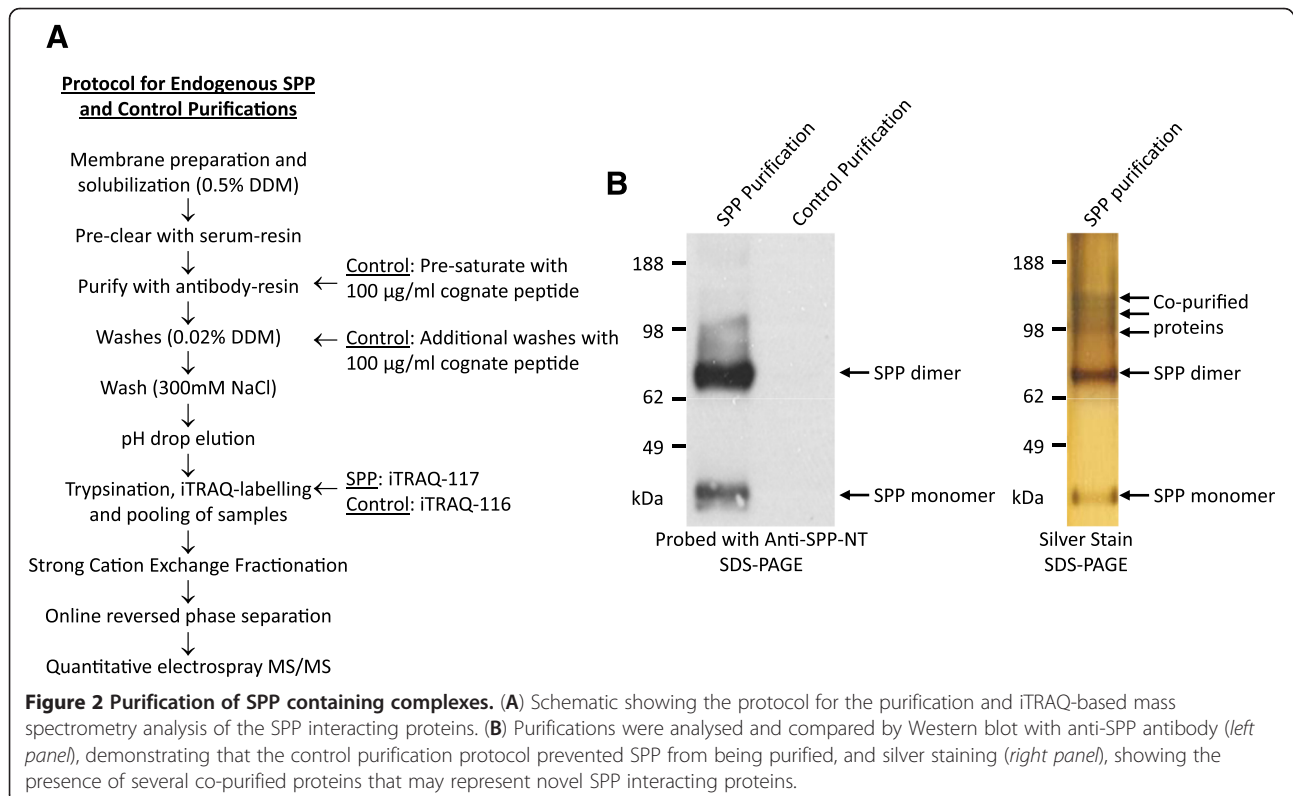 A
Protocol for Endogenous SPP
and Control Purifications
Membrane preparation and
solubilization (0.5% DDM)
Pre-clear with serum-resin
Purify with antibody-resin
Control: Pre-saturate with
100 µg/ml cognate peptide
Washes (0.02% DDM)
Control: Additional washes with
100 µg/ml cognate peptide
Wash (300mM NaCl)
pH drop elution
Trypsination, iTRAQ-labelling
and pooling of samples
SPP: iTRAQ-117
Control: iTRAQ-116
Strong Cation Exchange Fractionation
Online reversed phase separation
Quantitative electrospray MS/MS
B
SPP Purification
Control Purification
188
98
62
49
kDa
SPP dimer
SPP monomer
Probed with Anti-SPP-NT
SDS-PAGE
SPP purification
188
98
62
49
kDa
Co-purified
proteins
SPP dimer
SPP monomer
Silver Stain
SDS-PAGE
Figure 2 Purification of SPP containing complexes. (A) Schematic showing the protocol for the purification and iTRAQ-based mass
spectrometry analysis of the SPP interacting proteins. (B) Purifications were analysed and compared by Western blot with anti-SPP antibody (left
panel), demonstrating that the control purification protocol prevented SPP from being purified, and silver staining (right panel), showing the
presence of several co-purified proteins that may represent novel SPP interacting proteins.